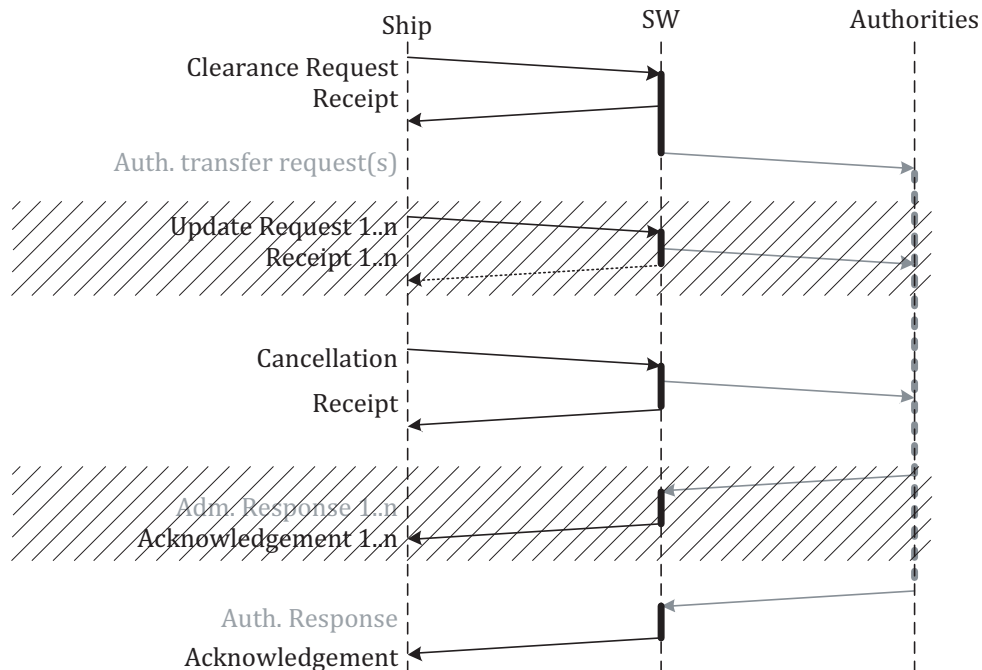 Ship
SW
Authorities
Clearance Request
Receipt
Auth. transfer request(s)
Update Request 1..n
Receipt 1..n
Cancellation
Receipt
Adm. Response 1..n
Acknowledgement 1..n
Auth. Response
Acknowledgement